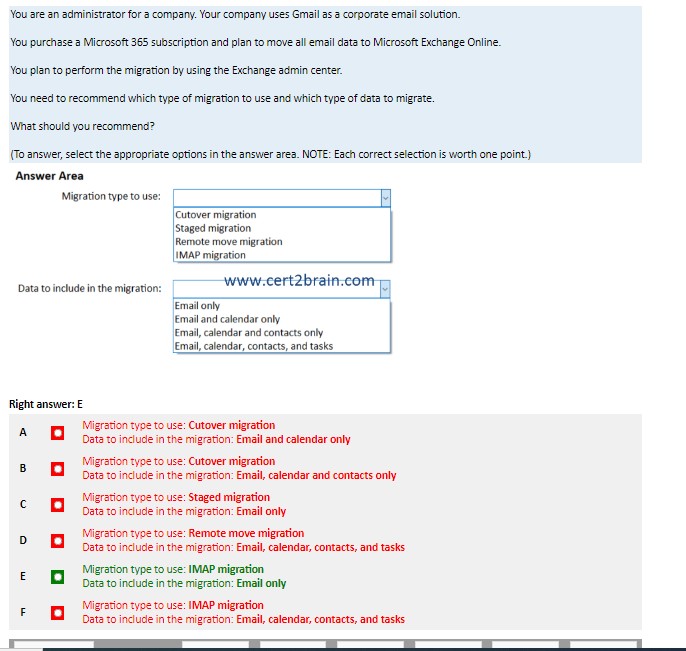 You are an administrator for a company. Your company uses Gmail as a corporate email solution.
You purchase a Microsoft 365 subscription and plan to move all email data to Microsoft Exchange Online.
You plan to perform the migration by using the Exchange admin center.
You need to recommend which type of migration to use and which type of data to migrate.
What should you recommend?
(To answer, select the appropriate options in the answer area. NOTE: Each correct selection is worth one point.)
Answer Area
Migration type to use:
Cutover migration
Staged migration
Remote move migration
IMAP migration
www.cert2brain.com
Data to include in the migration:
Email only
Email and calendar only
Email, calendar and contacts only
Email, calendar, contacts, and tasks
Right answer: E
A
Migration type to use: Cutover migration
Data to include in the migration: Email and calendar only
B
Migration type to use: Cutover migration
Data to include in the migration: Email, calendar and contacts only
C
Migration type to use: Staged migration
Data to include in the migration: Email only
D
Migration type to use: Remote move migration
Data to include in the migration: Email, calendar, contacts, and tasks
E
Migration type to use: IMAP migration
Data to include in the migration: Email only
F
Migration type to use: IMAP migration
Data to include in the migration: Email, calendar, contacts, and tasks